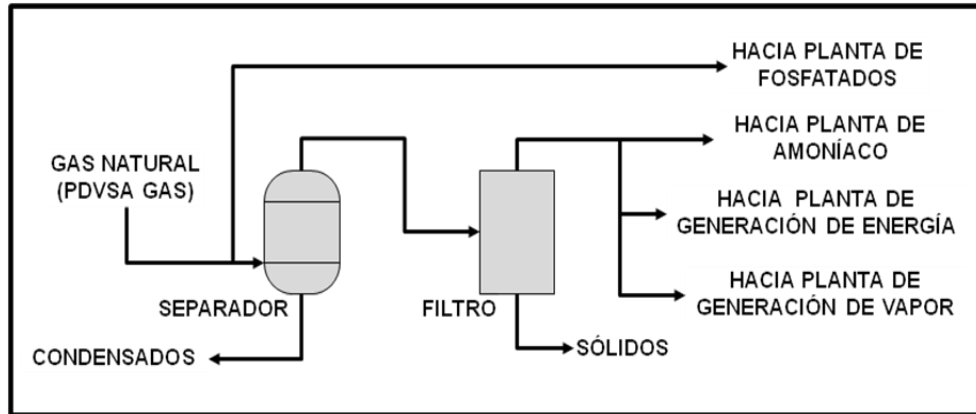 HACIA PLANTA DE
FOSFATADOS
HACIA PLANTA DE
AMONÍACO
GAS NATURAL
(PDVSA GAS)
HACIA PLANTA DE
GENERACIÓN DE ENERGÍA
HACIA PLANTA DE
GENERACIÓN DE VAPOR
SEPARADOR
FILTRO
CONDENSADOS
SÓLIDOS